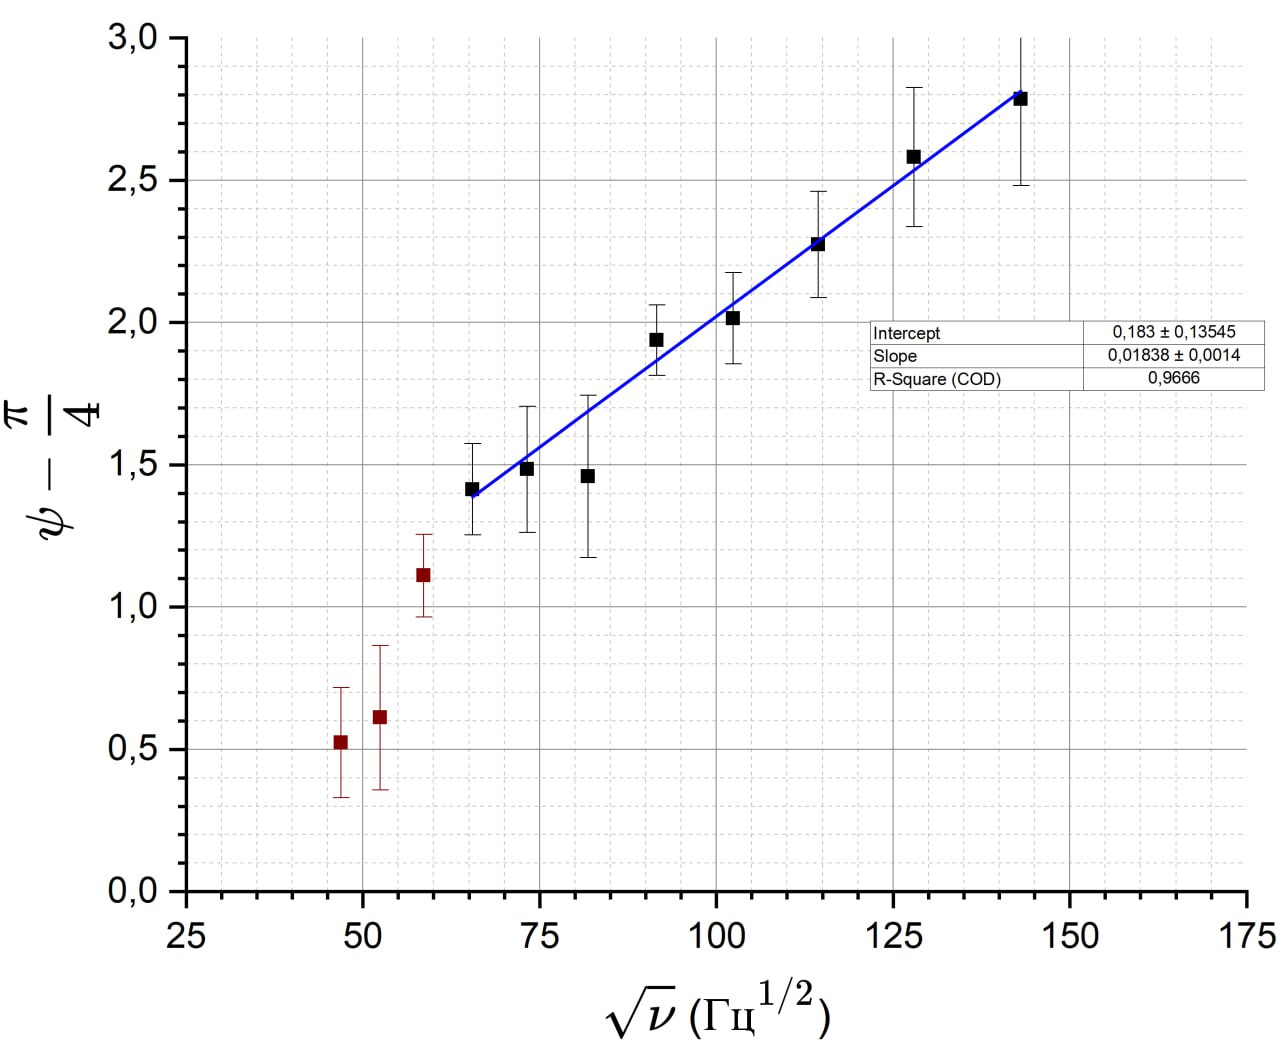 3,0
2,5
2,0
1,5
1,0
0,5
0,0
25 50 75 100 125 150 175
ψ − π/4
√ν (Гц^1/2)
Intercept 0,183 ± 0,13545
Slope 0,01838 ± 0,0014
R-Square (COD) 0,9666